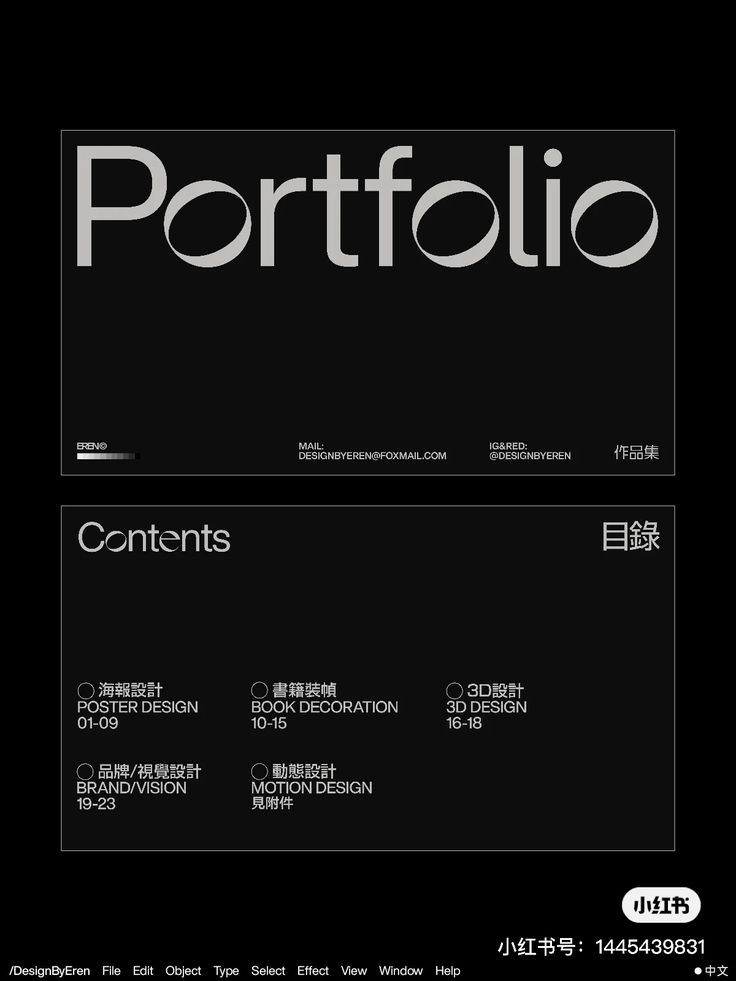 Portfolio
EREN©
MAIL:
DESIGNBYEREN@FOXMAIL.COM
IG&RED:
@DESIGNBYEREN
作品集
Contents
目錄
海報設計
POSTER DESIGN
01-09
書籍裝幀
BOOK DECORATION
10-15
3D設計
3D DESIGN
16-18
品牌/視覺設計
BRAND/VISION
19-23
動態設計
MOTION DESIGN
見附件
小红书
小红书号：1445439831
/DesignByEren File Edit Object Type Select Effect View Window Help
中文